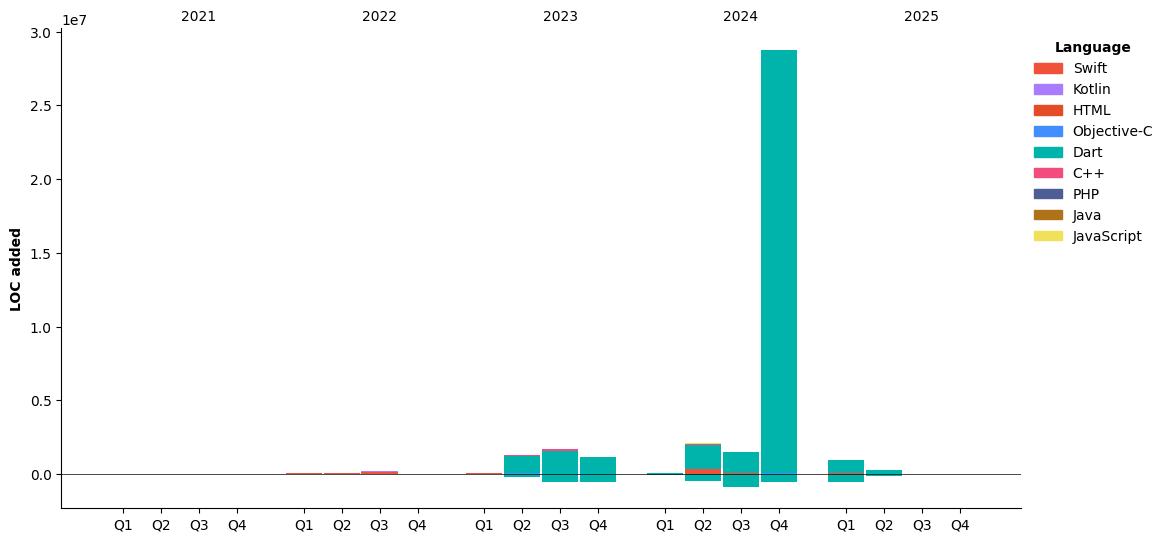 1e7
2021 2022 2023 2024 2025
3.0
2.5
2.0
1.5
1.0
0.5
0.0
LOC added
Q1 Q2 Q3 Q4 Q1 Q2 Q3 Q4 Q1 Q2 Q3 Q4 Q1 Q2 Q3 Q4 Q1 Q2 Q3 Q4
Language
Swift
Kotlin
HTML
Objective-C
Dart
C++
PHP
Java
JavaScript